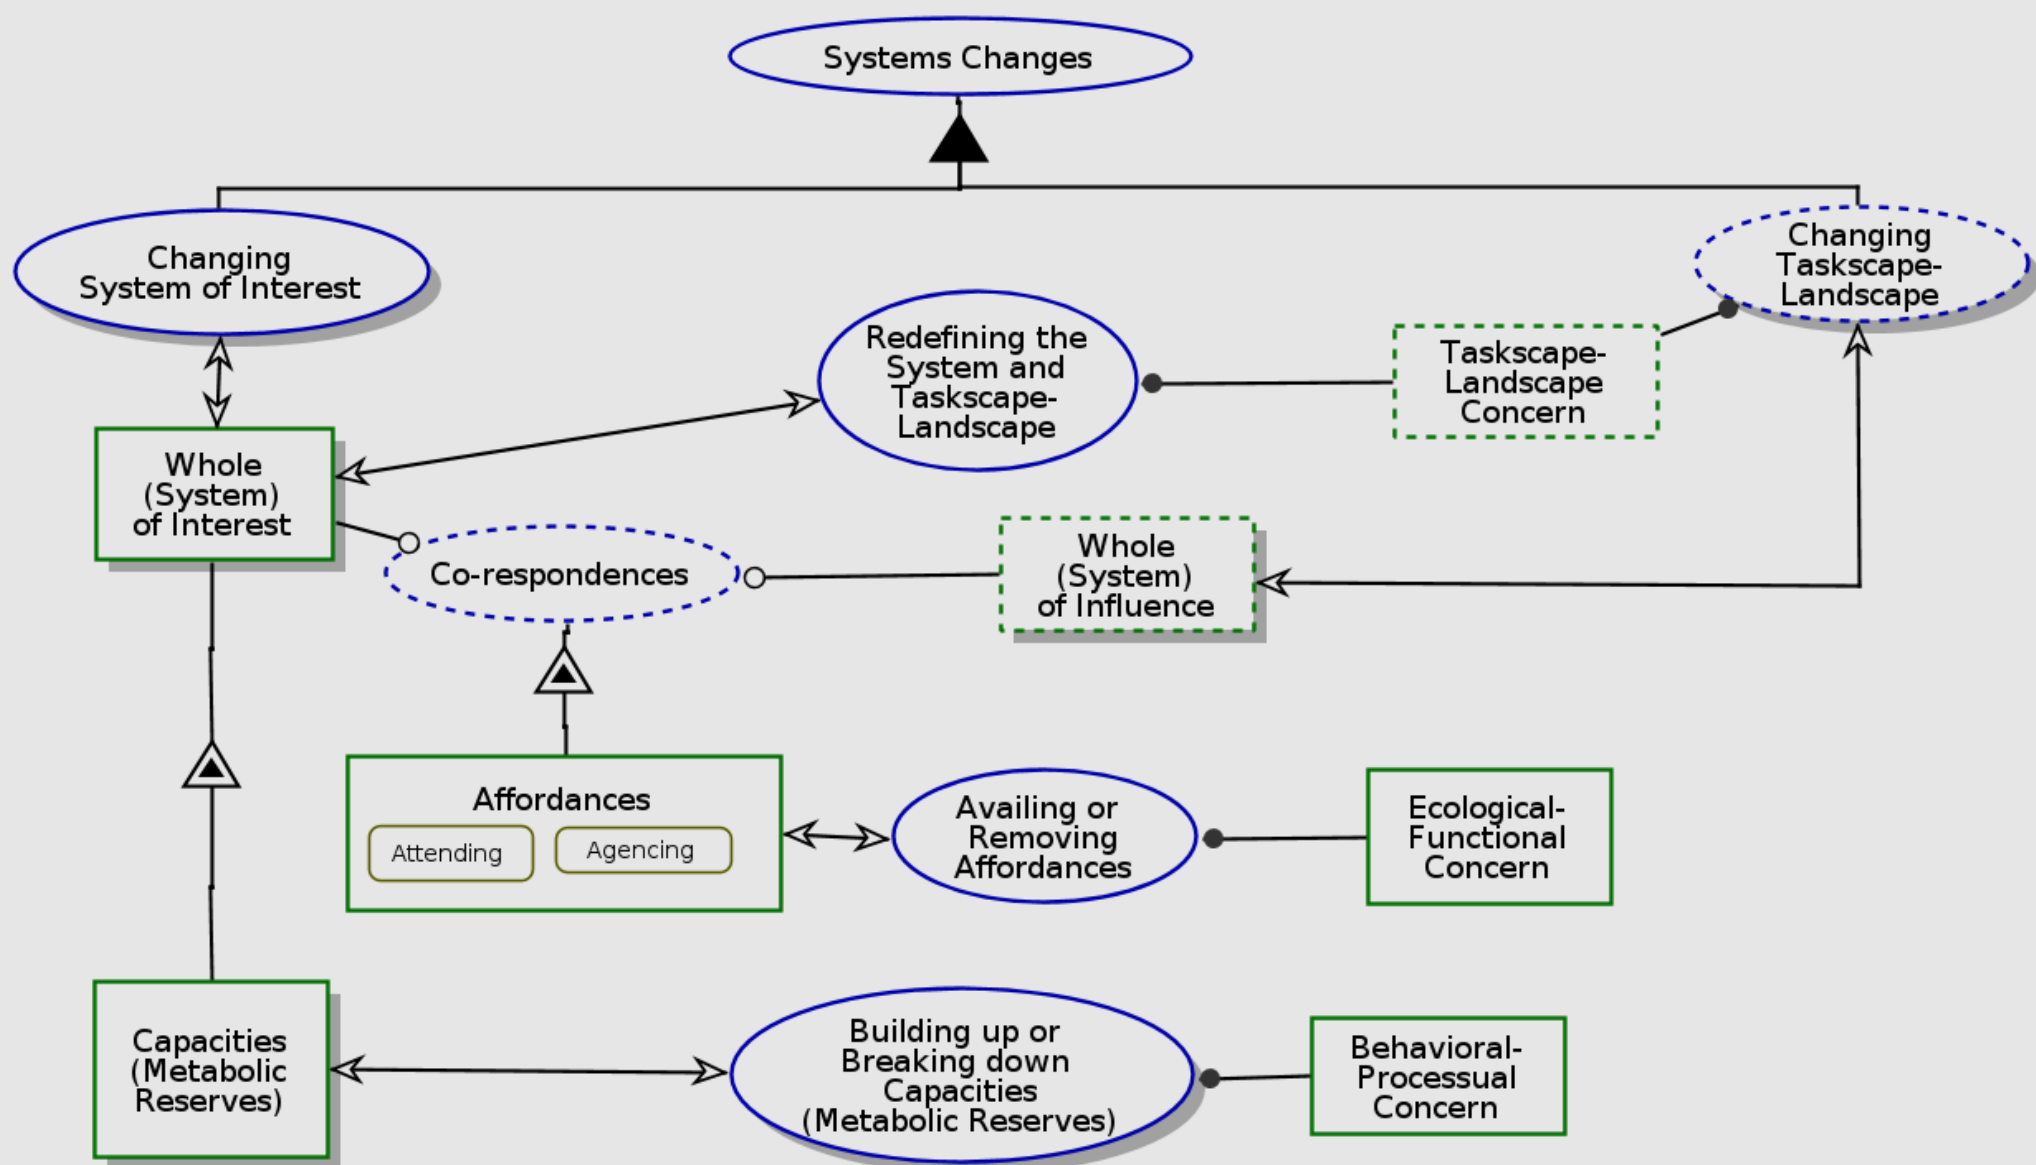 Systems Changes
Changing
System of Interest
Changing
Taskscape-
Landscape
Redefining the
System and
Taskscape-
Landscape
Taskscape-
Landscape
Concern
Whole
(System)
of Interest
Co-respondences
Whole
(System)
of Influence
Affordances
Attending
Agencing
Availing or
Removing
Affordances
Ecological-
Functional
Concern
Capacities
(Metabolic
Reserves)
Building up or
Breaking down
Capacities
(Metabolic Reserves)
Behavioral-
Processual
Concern